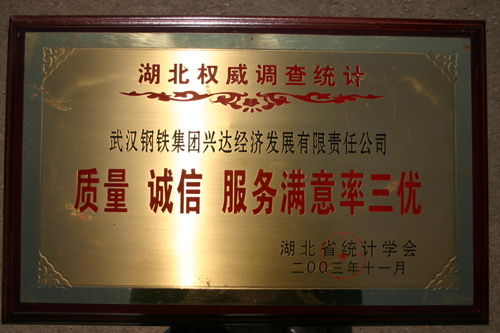 湖北权威调查统计
武汉钢铁集团兴达经济发展有限责任公司
质量 诚信 服务满意率三优
湖北省统计学会
二00三年十一月